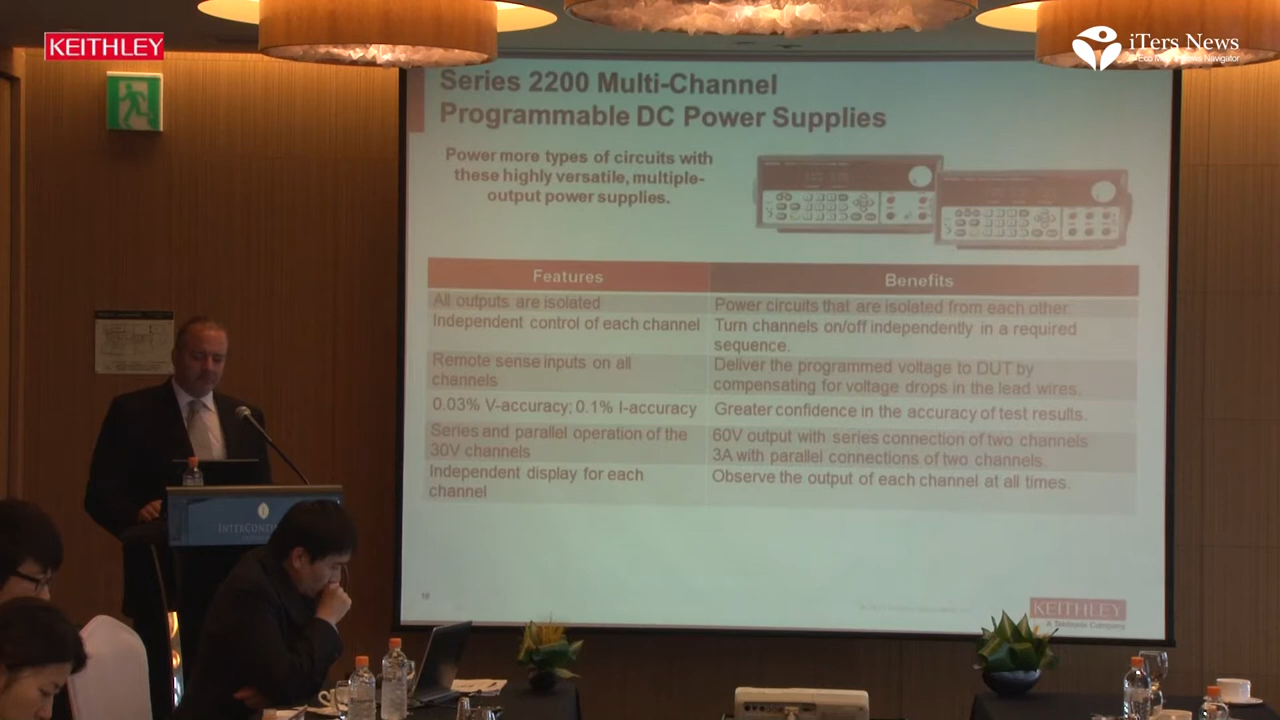 KEITHLEY
iTers News
Series 2200 Multi-Channel
Programmable DC Power Supplies
Power more types of circuits with
these highly versatile, multiple-
output power supplies.
Features
Benefits
All outputs are isolated
Power circuits that are isolated from each other.
Independent control of each channel
Turn channels on/off independently in a required
sequence.
Remote sense inputs on all
channels
Deliver the programmed voltage to DUT by
compensating for voltage drops in the lead wires.
0.03% V-accuracy; 0.1% I-accuracy
Greater confidence in the accuracy of test results.
Series and parallel operation of the
30V channels
60V output with series connection of two channels
3A with parallel connections of two channels.
Independent display for each
channel
Observe the output of each channel at all times.
KEITHLEY
A Tektronix Company